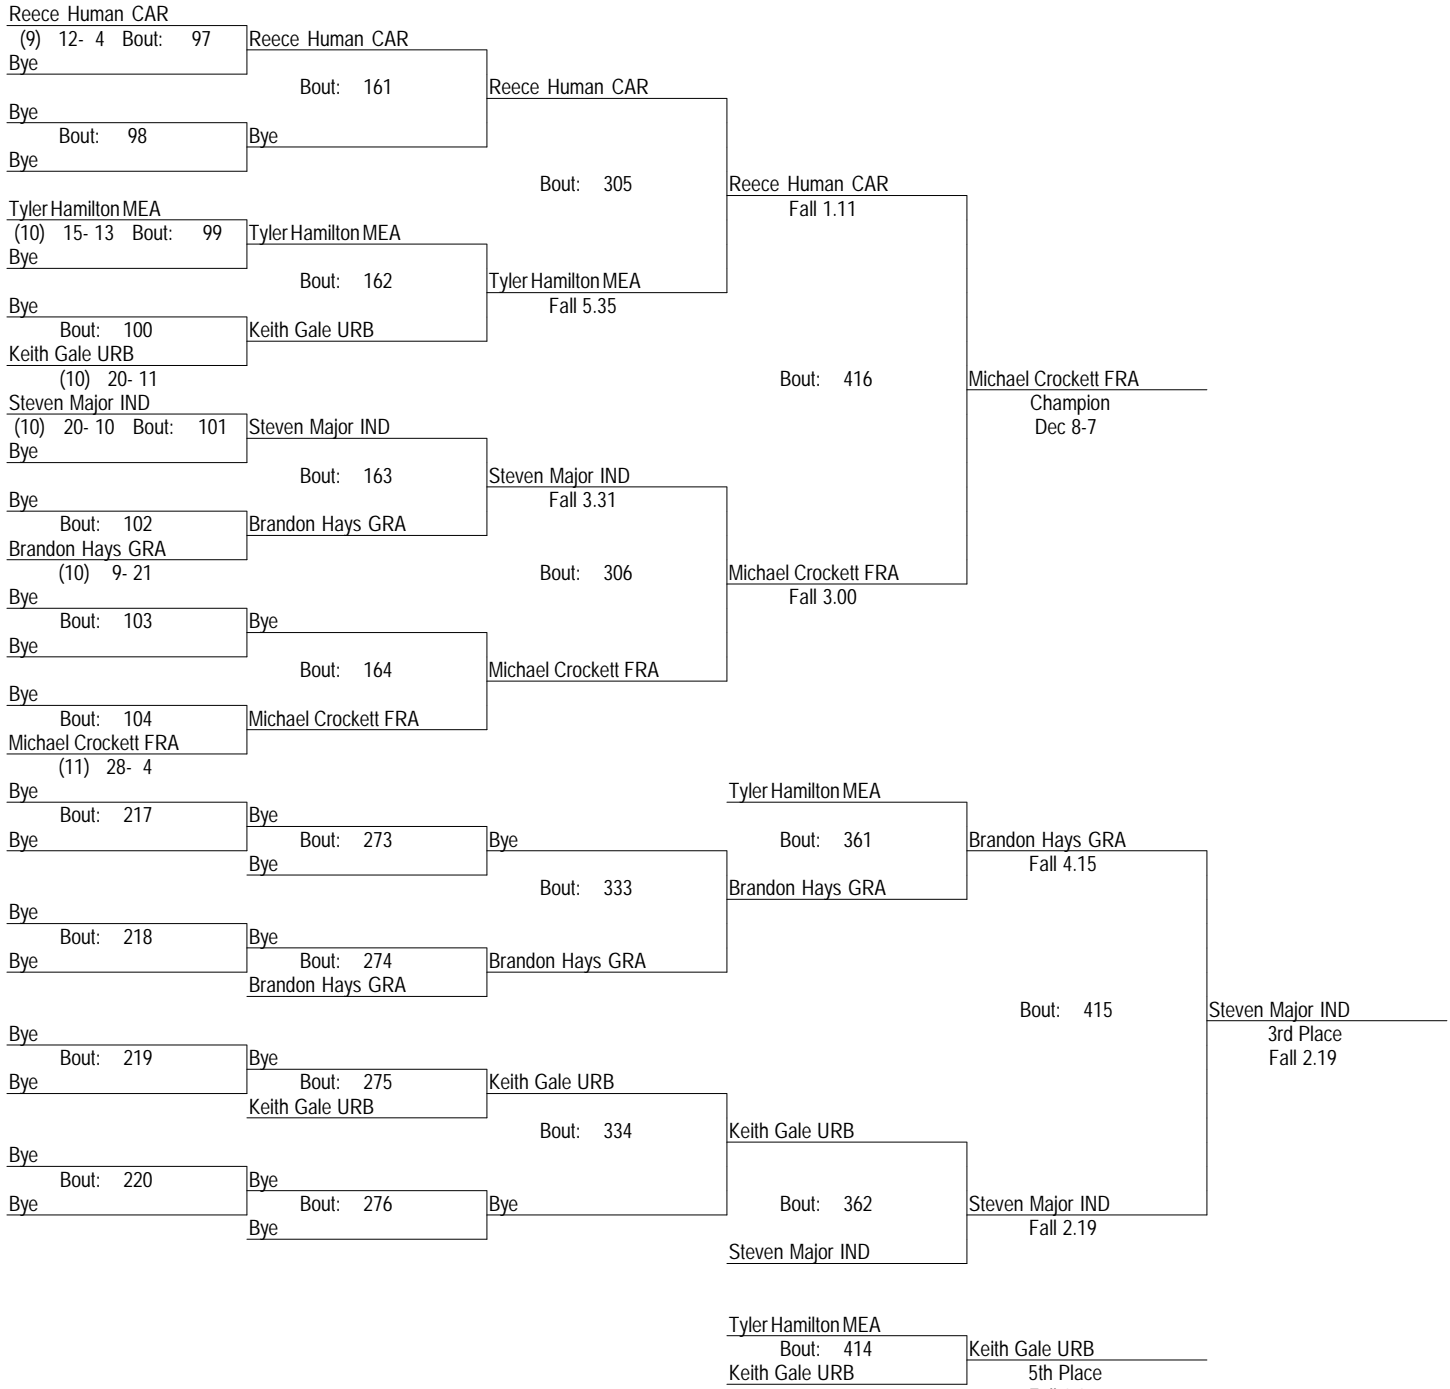 Reece Human CAR
(9) 12- 4 Bout: 97 Reece Human CAR
Bye
Bout: 161 Reece Human CAR
Bye
Bout: 98 Bye
Bye
Bout: 305 Reece Human CAR
Fall 1.11
Tyler Hamilton MEA
(10) 15- 13 Bout: 99 Tyler Hamilton MEA
Bye
Bout: 162 Tyler Hamilton MEA
Fall 5.35
Bye
Bout: 100 Keith Gale URB
Keith Gale URB
(10) 20- 11
Bout: 416 Michael Crockett FRA
Champion
Dec 8-7
Steven Major IND
(10) 20- 10 Bout: 101 Steven Major IND
Bye
Bout: 163 Steven Major IND
Fall 3.31
Bye
Bout: 102 Brandon Hays GRA
Brandon Hays GRA
(10) 9- 21
Bout: 306 Michael Crockett FRA
Fall 3.00
Bye
Bout: 103 Bye
Bye
Bout: 164 Michael Crockett FRA
Bye
Bout: 104 Michael Crockett FRA
Michael Crockett FRA
(11) 28- 4
Bye Tyler Hamilton MEA
Bout: 217 Bye
Bye Bout: 273 Bye Bout: 361 Brandon Hays GRA
Bye Fall 4.15
Bout: 333 Brandon Hays GRA
Bye
Bout: 218 Bye
Bye Bout: 274 Brandon Hays GRA
Brandon Hays GRA
Bout: 415 Steven Major IND
3rd Place
Fall 2.19
Bye
Bout: 219 Bye
Bye Bout: 275 Keith Gale URB
Keith Gale URB
Bout: 334 Keith Gale URB
Bye
Bout: 220 Bye
Bye Bout: 276 Bye Bout: 362 Steven Major IND
Bye Fall 2.19
Steven Major IND
Tyler Hamilton MEA
Bout: 414 Keith Gale URB
Keith Gale URB 5th Place